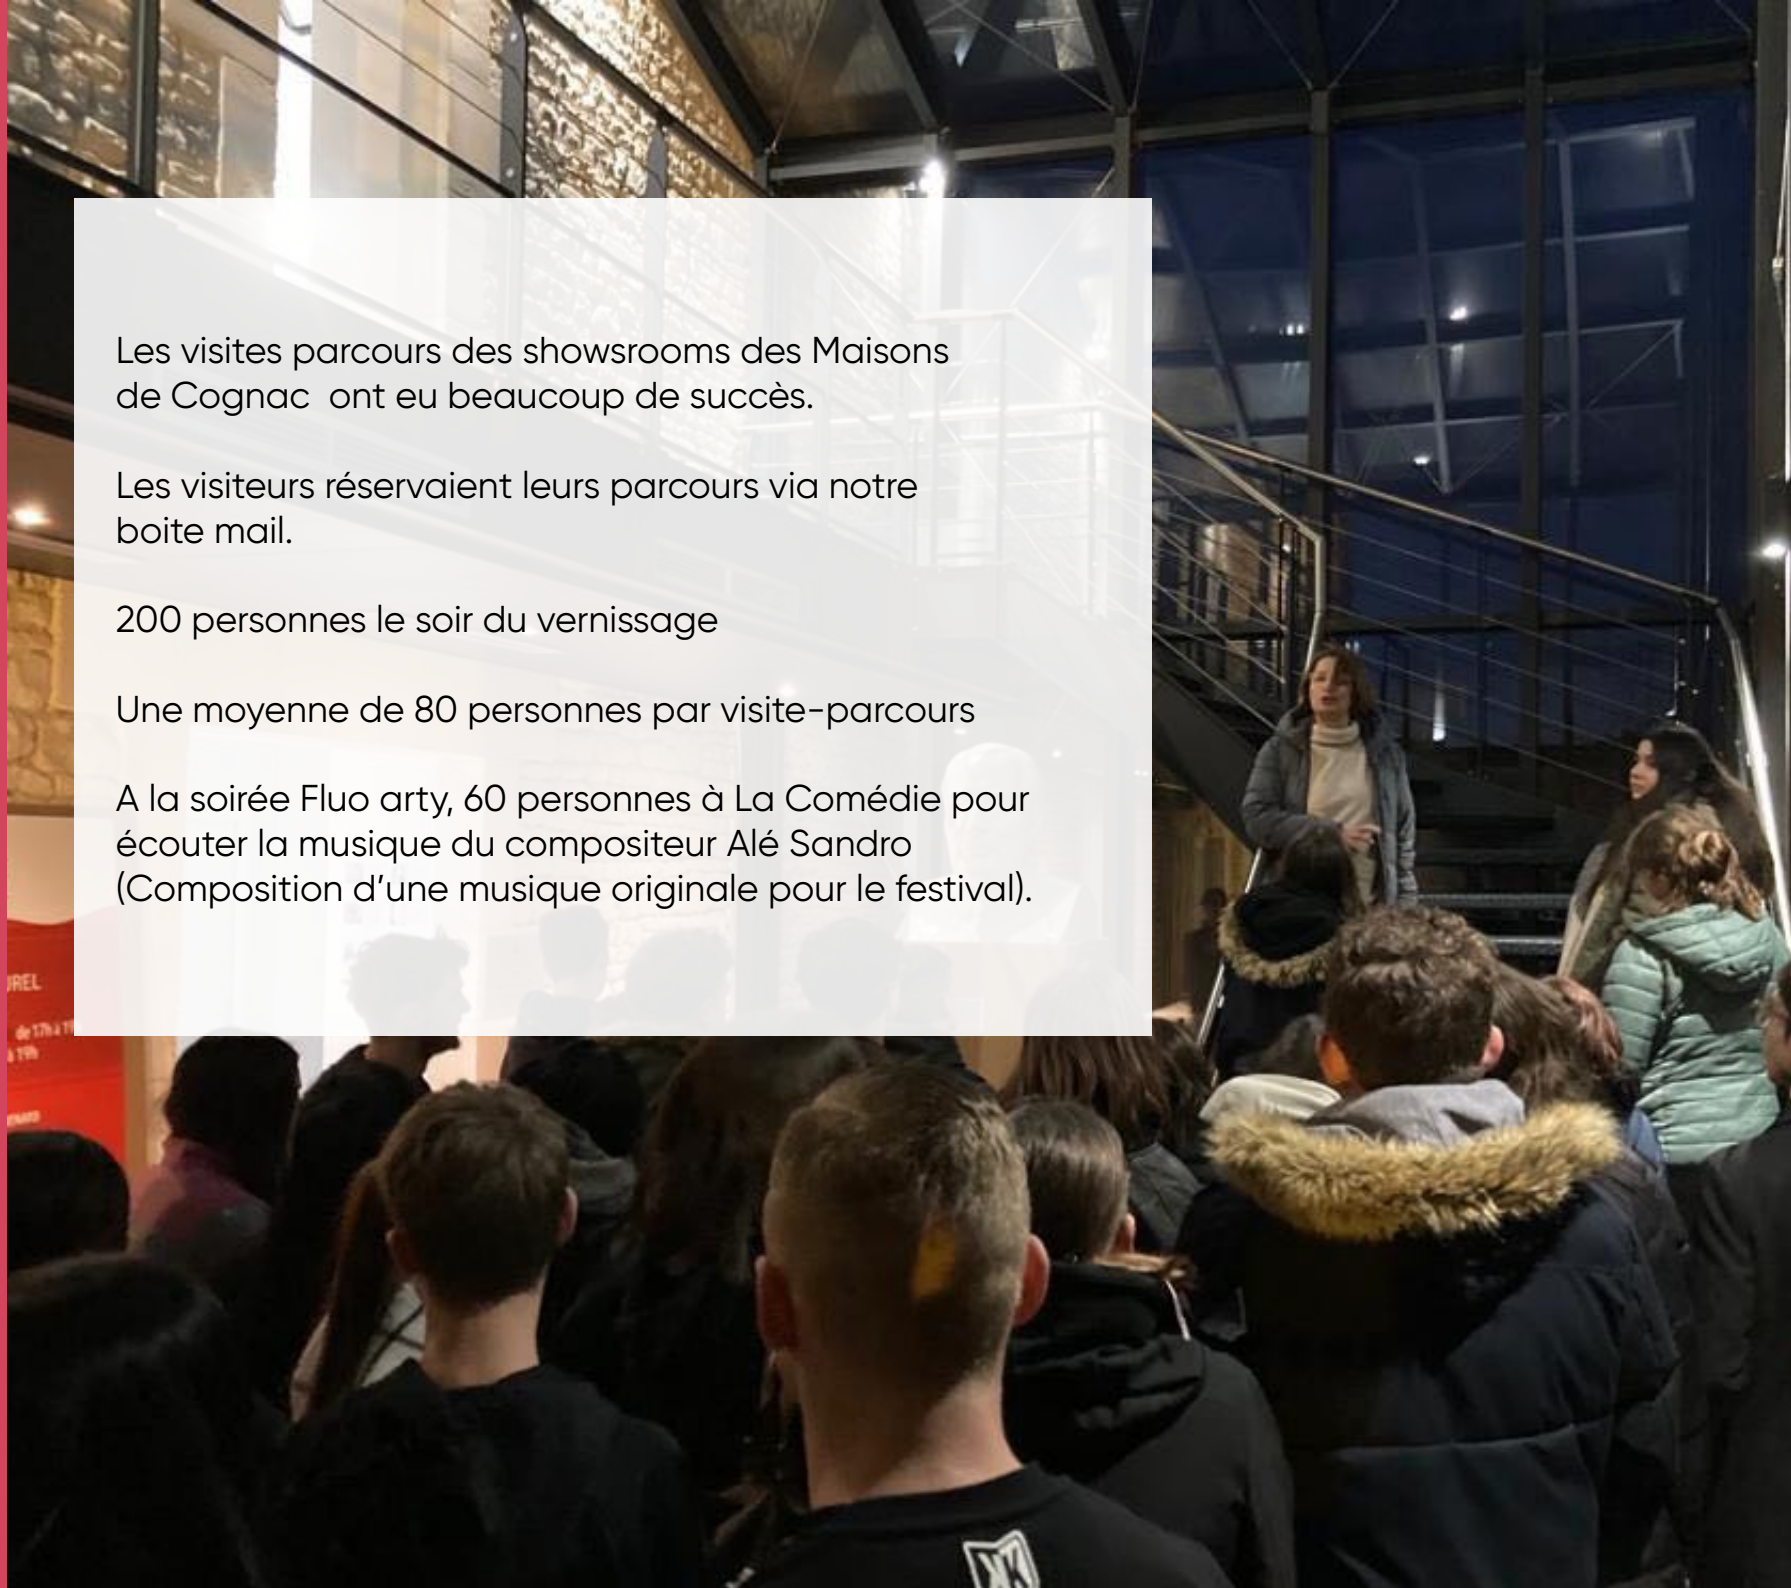 Les visites parcours des showsrooms des Maisons
de Cognac  ont eu beaucoup de succès.
Les visiteurs réservaient leurs parcours via notre
boite mail.
200 personnes le soir du vernissage
Une moyenne de 80 personnes par visite-parcours
A la soirée Fluo arty, 60 personnes à La Comédie pour
écouter la musique du compositeur Alé Sandro
(Composition d'une musique originale pour le festival).
de 17h à
à 19h